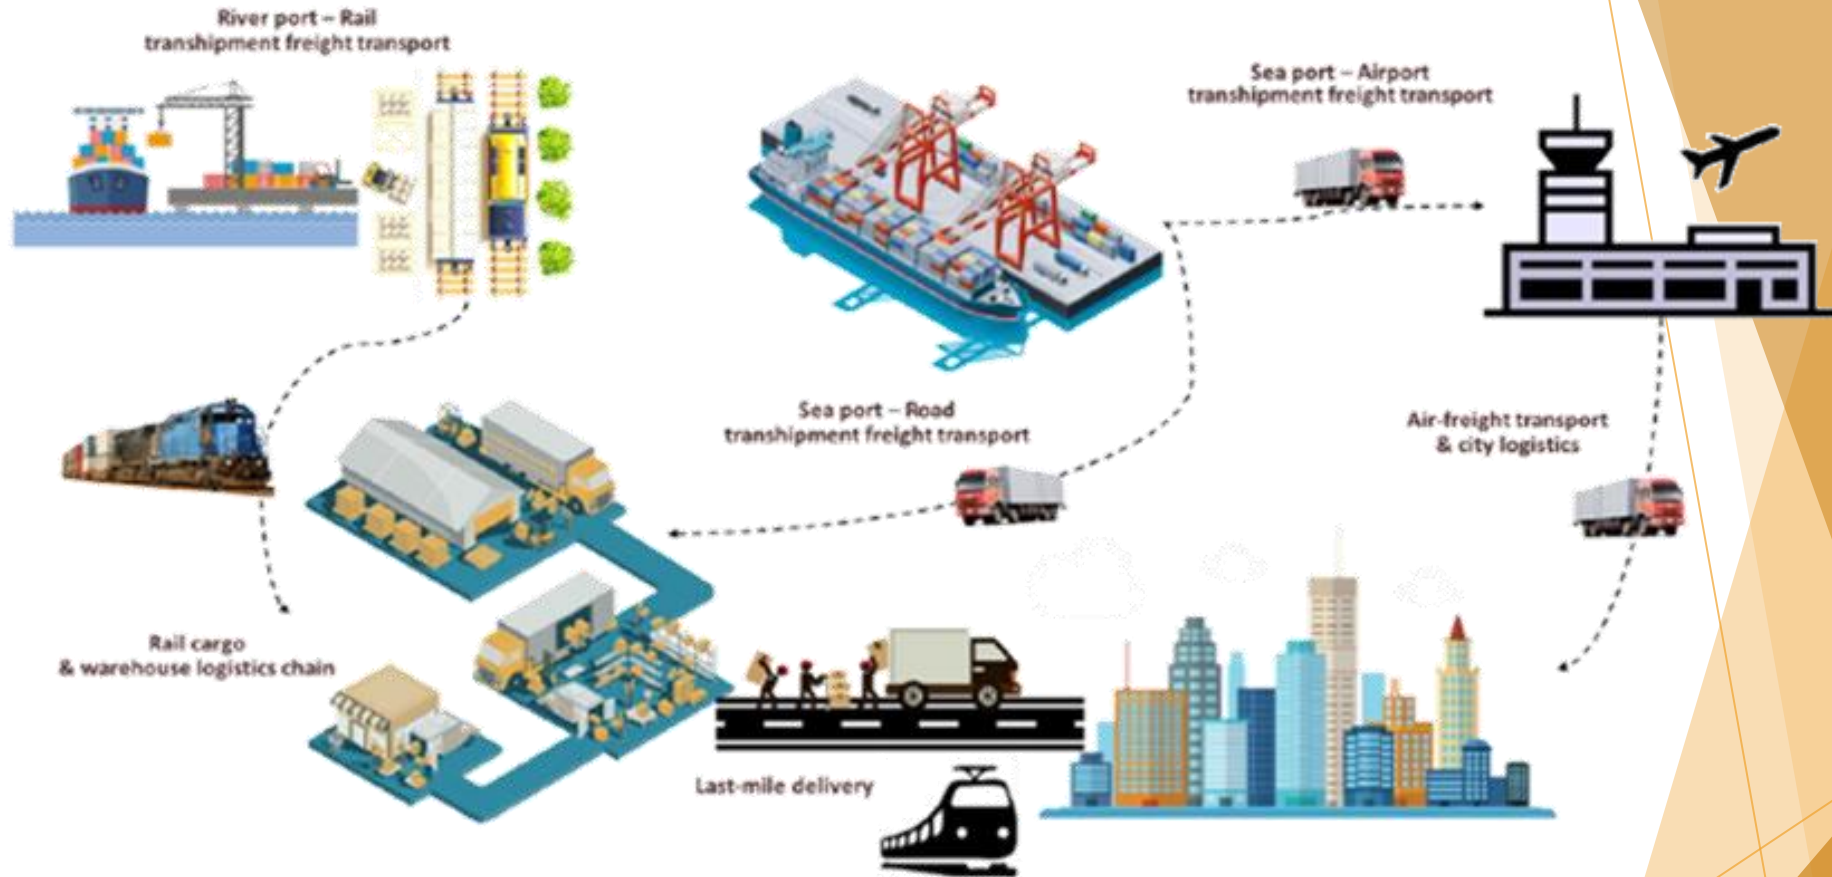 River port – Rail
transhipment freight transport
Sea port – Airport
transhipment freight transport
Sea port – Road
transhipment freight transport
Air-freight transport
& city logistics
Rail cargo
& warehouse logistics chain
Last-mile delivery